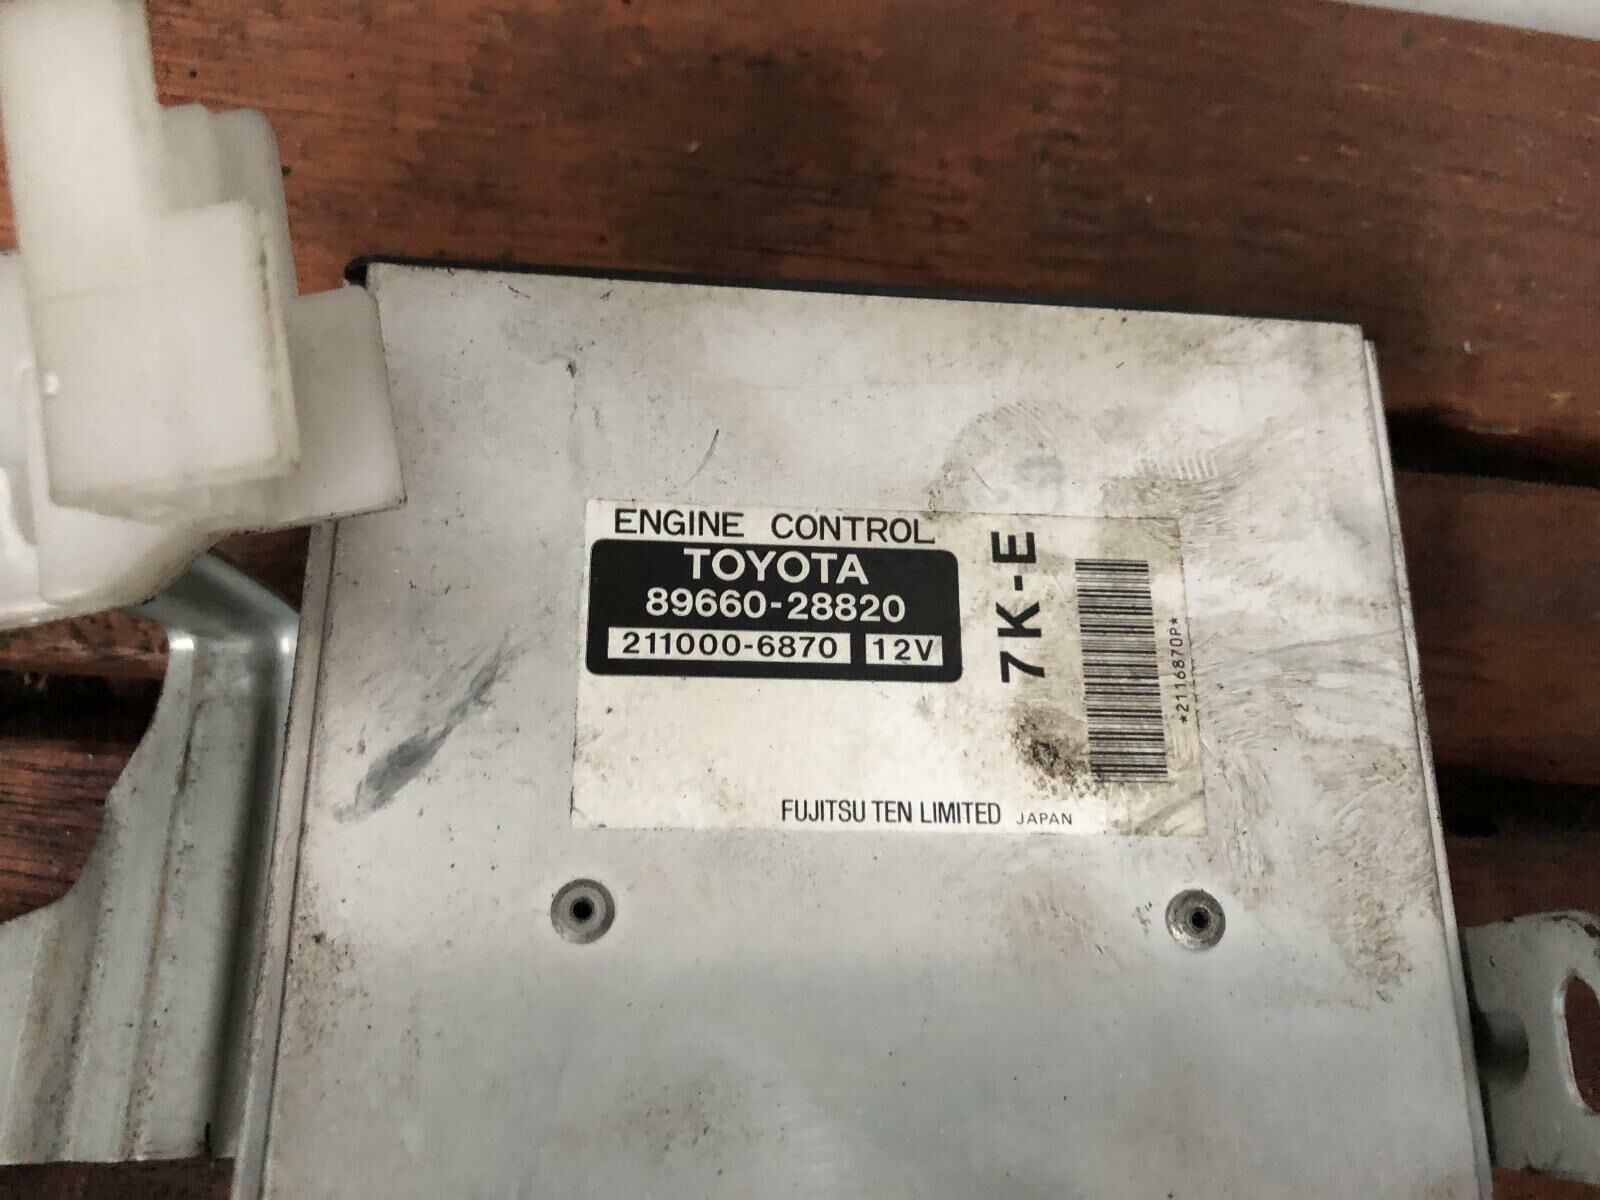 ENGINE CONTROL
TOYOTA
89660-28820
211000-6870 12V
7K-E
*2116870P*
FUJITSU TEN LIMITED JAPAN